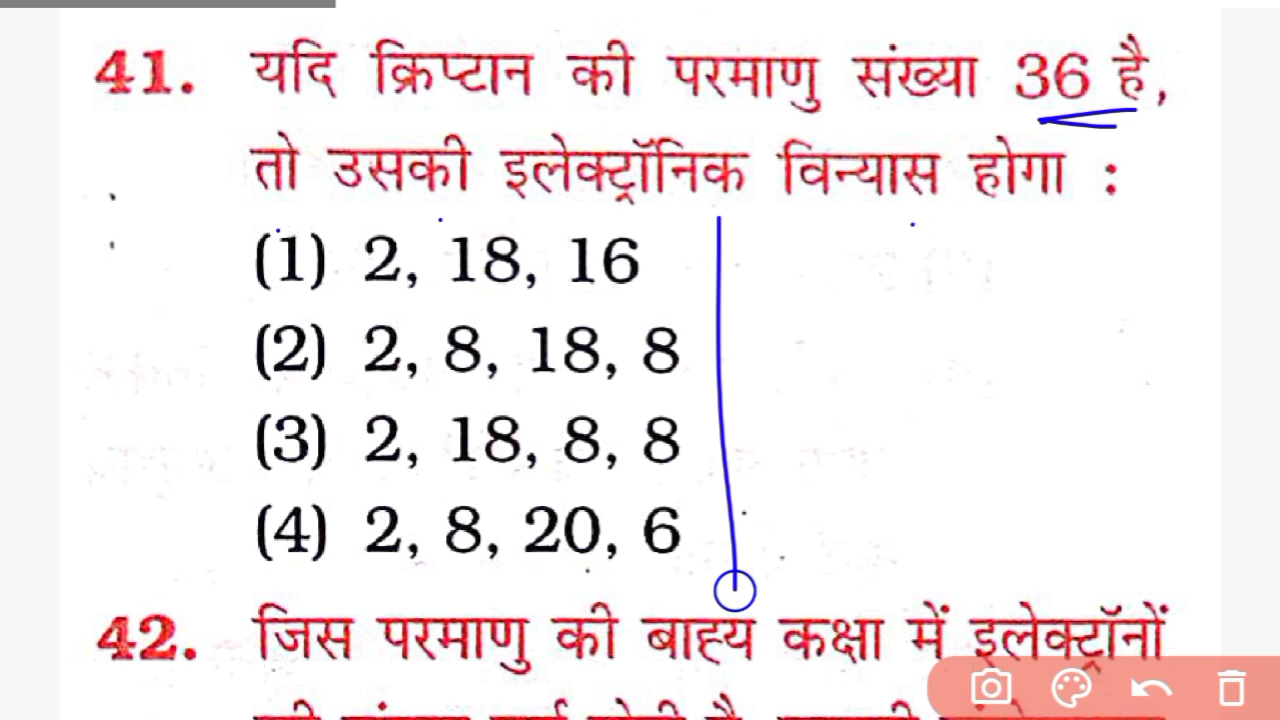 41. यदि क्रिप्टान की परमाणु संख्या 36 है,
तो उसकी इलेक्ट्रॉनिक विन्यास होगा :
(1) 2, 18, 16
(2) 2, 8, 18, 8
(3) 2, 18, 8, 8
(4) 2, 8, 20, 6
42. जिस परमाणु की बाह्य कक्षा में इलेक्ट्रॉनों